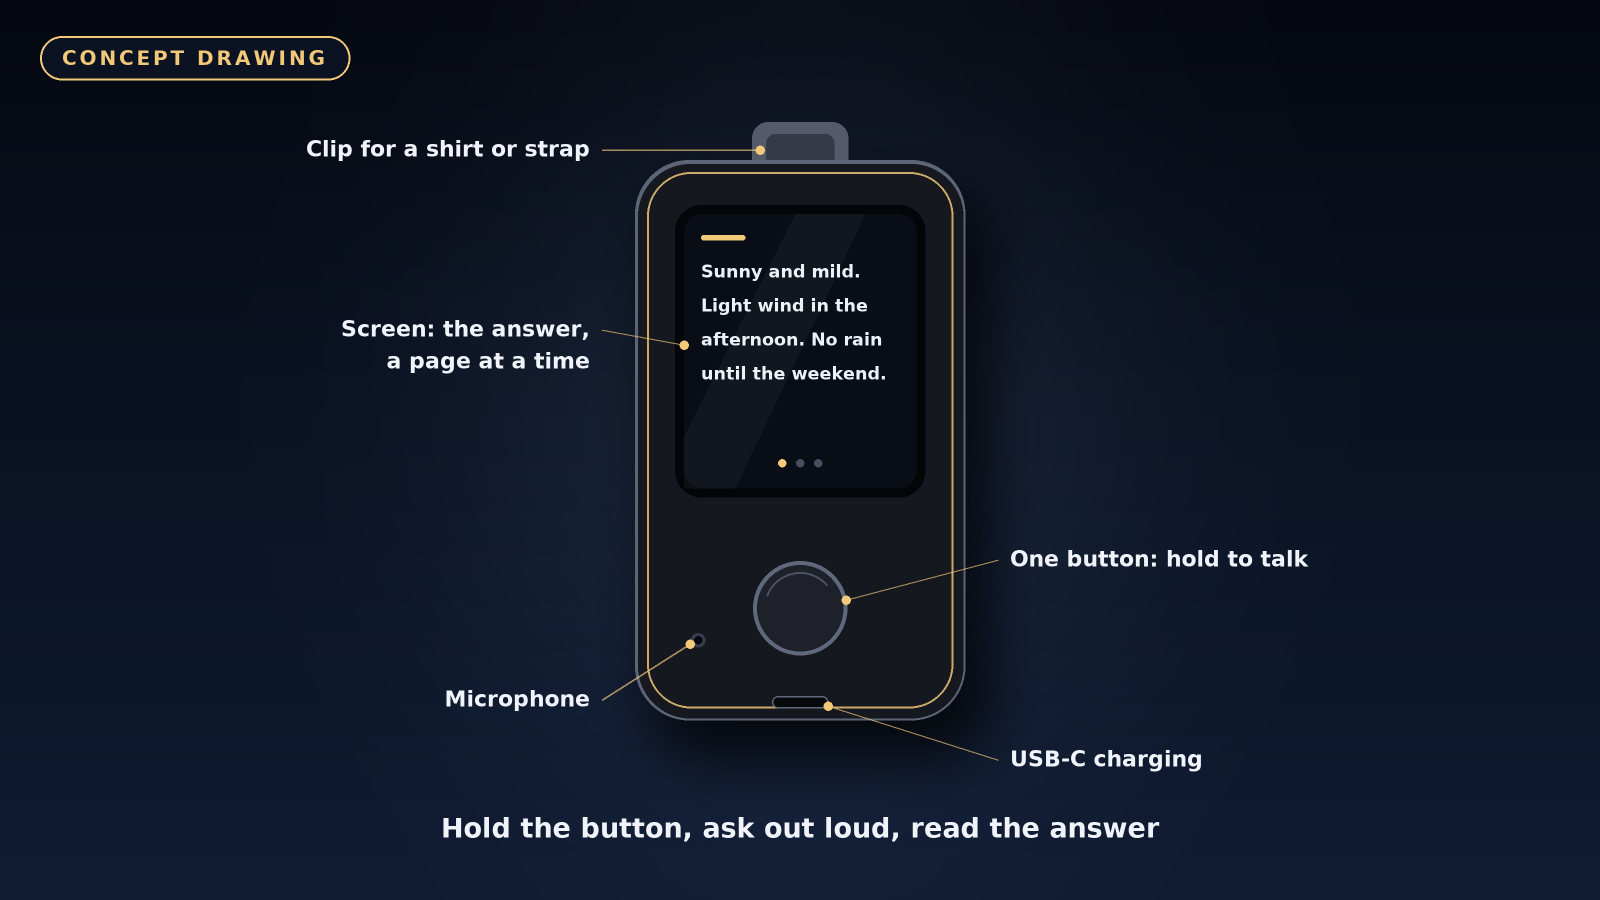 CONCEPT DRAWING
Clip for a shirt or strap
Sunny and mild.
Light wind in the
afternoon. No rain
until the weekend.
Screen: the answer,
a page at a time
One button: hold to talk
Microphone
USB-C charging
Hold the button, ask out loud, read the answer